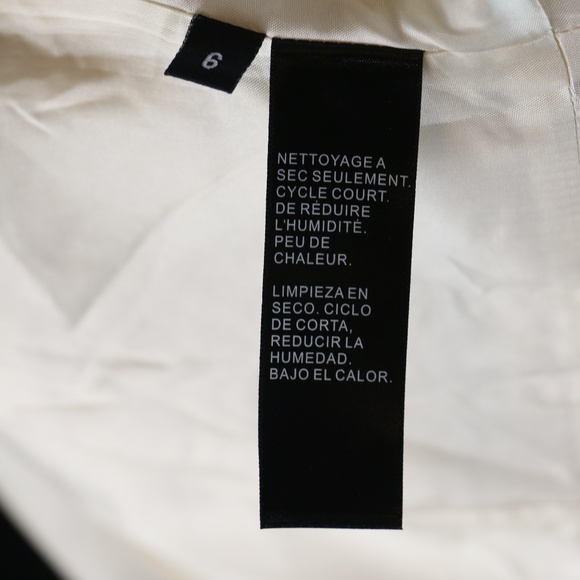 6
NETTOYAGE A
SEC SEULEMENT.
CYCLE COURT.
DE RÉDUIRE
L'HUMIDITÉ.
PEU DE
CHALEUR.
LIMPIEZA EN
SECO. CICLO
DE CORTA,
REDUCIR LA
HUMEDAD.
BAJO EL CALOR.